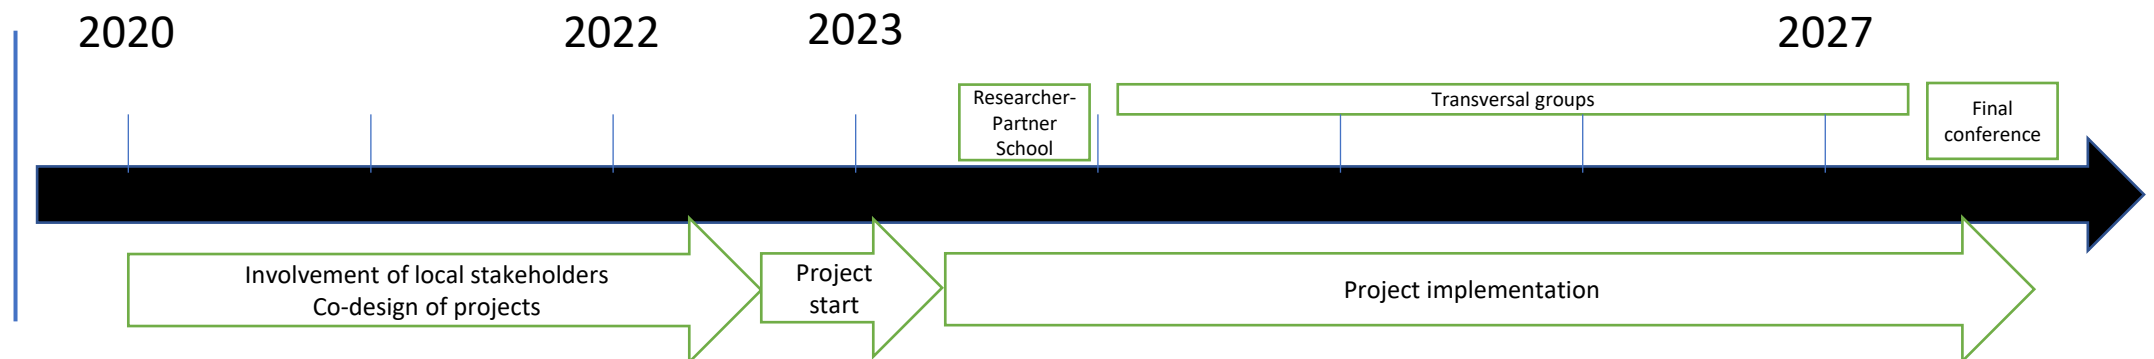 2020
2022
2023
2027
Researcher-
Partner
School
Transversal groups
Final
conference
Involvement of local stakeholders
Co-design of projects
Project
start
Project implementation